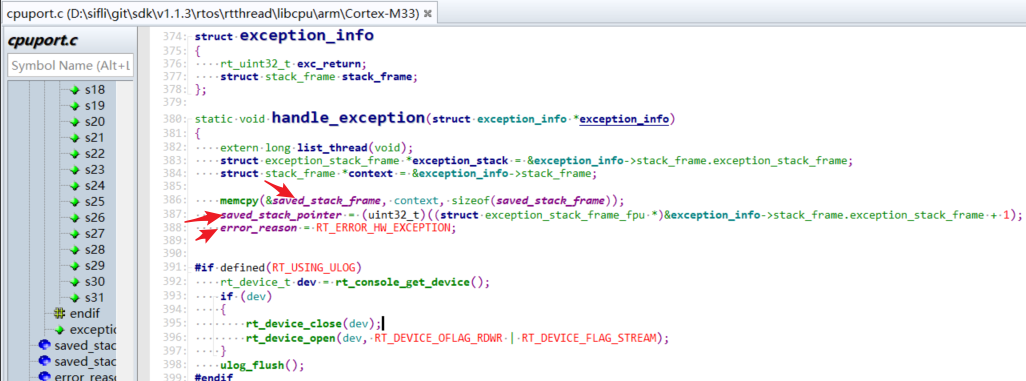 cpuport.c (D:\sifli\git\sdk\v1.1.3\rtos\rtthread\libcpu\arm\Cortex-M33)
cpuport.c
Symbol Name (Alt+L
s18
s19
s20
s21
s22
s23
s24
s25
s26
s27
s28
s29
s30
s31
endif
exceptic
saved_stac
saved_stac
error_reas
374: struct exception_info
375: {
376: rt_uint32_t exc_return;
377: struct stack_frame stack_frame;
378: };
379:
380: static void handle_exception(struct exception_info *exception_info)
381: {
382: extern long list_thread(void);
383: struct exception_stack_frame *exception_stack = &exception_info->stack_frame.exception_stack_frame;
384: struct stack_frame *context = &exception_info->stack_frame;
385:
386: memcpy(&saved_stack_frame, context, sizeof(saved_stack_frame));
387: saved_stack_pointer = (uint32_t)((struct exception_stack_frame_fpu *)&exception_info->stack_frame.exception_stack_frame + 1);
388: error_reason = RT_ERROR_HW_EXCEPTION;
389:
390:
391: #if defined(RT_USING_ULOG)
392: rt_device_t dev = rt_console_get_device();
393: if (dev)
394: {
395: rt_device_close(dev);
396: rt_device_open(dev, RT_DEVICE_OFLAG_RDWR | RT_DEVICE_FLAG_STREAM);
397: }
398: ulog_flush();
399: #endif